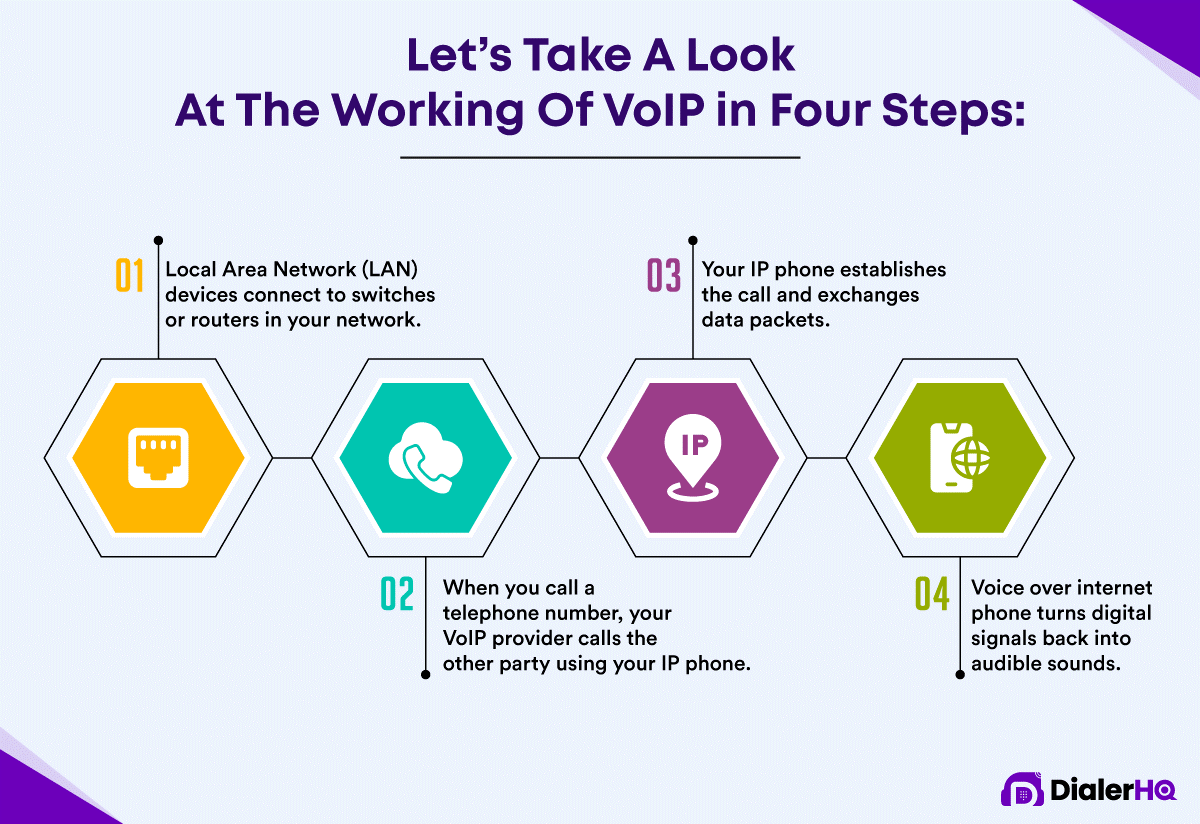 Let's Take A Look
At The Working Of VoIP in Four Steps:
01
Local Area Network (LAN)
devices connect to switches
or routers in your network.
02
When you call a
telephone number, your
VoIP provider calls the
other party using your IP phone.
03
Your IP phone establishes
the call and exchanges
data packets.
IP
04
Voice over internet
phone turns digital
signals back into
audible sounds.
DialerHQ